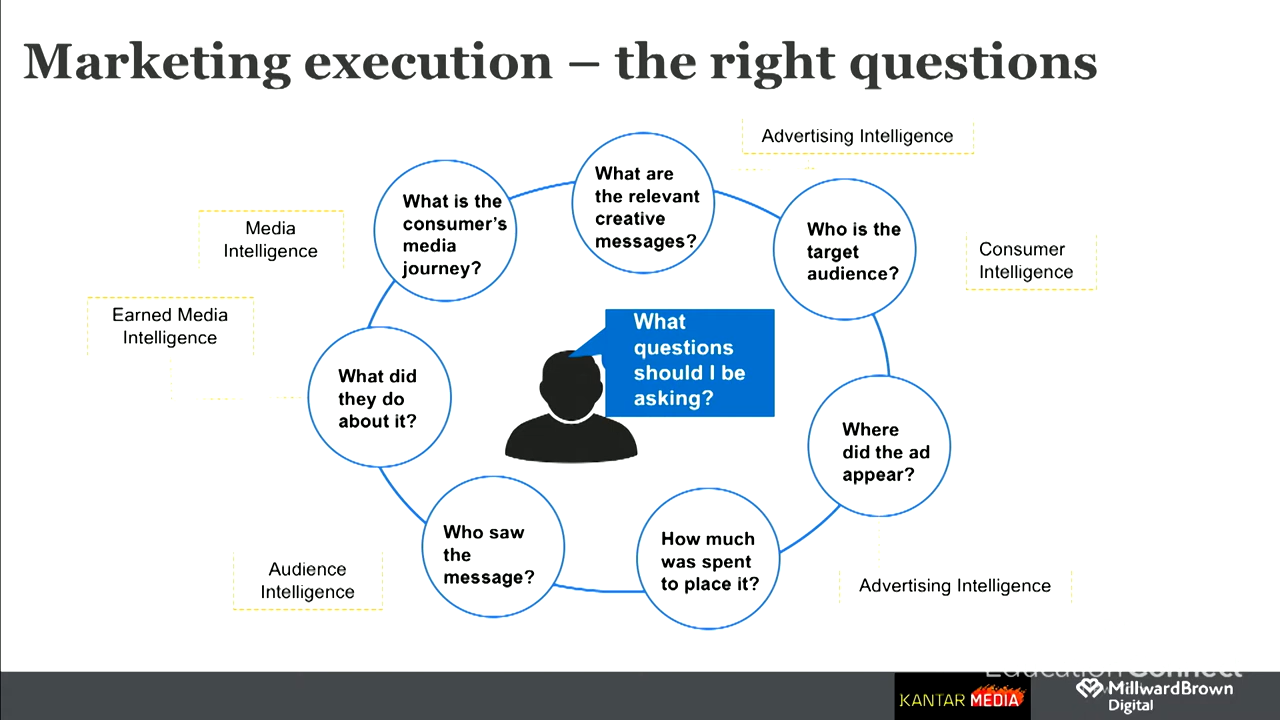 Marketing execution – the right questions
Advertising Intelligence
What are
the relevant
creative
messages?
What is the
consumer's
media
journey?
Who is the
target
audience?
Media
Intelligence
Consumer
Intelligence
Earned Media
Intelligence
What
questions
should I be
asking?
What did
they do
about it?
Where
did the ad
appear?
Who saw
the
message?
How much
was spent
to place it?
Audience
Intelligence
Advertising Intelligence
Education Connect
KANTAR MEDIA
MillwardBrown
Digital